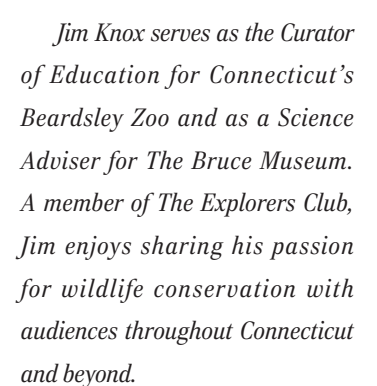 Jim Knox serves as the Curator
of Education for Connecticut's
Beardsley Zoo and as a Science
Adviser for The Bruce Museum.
A member of The Explorers Club,
Jim enjoys sharing his passion
for wildlife conservation with
audiences throughout Connecticut
and beyond.